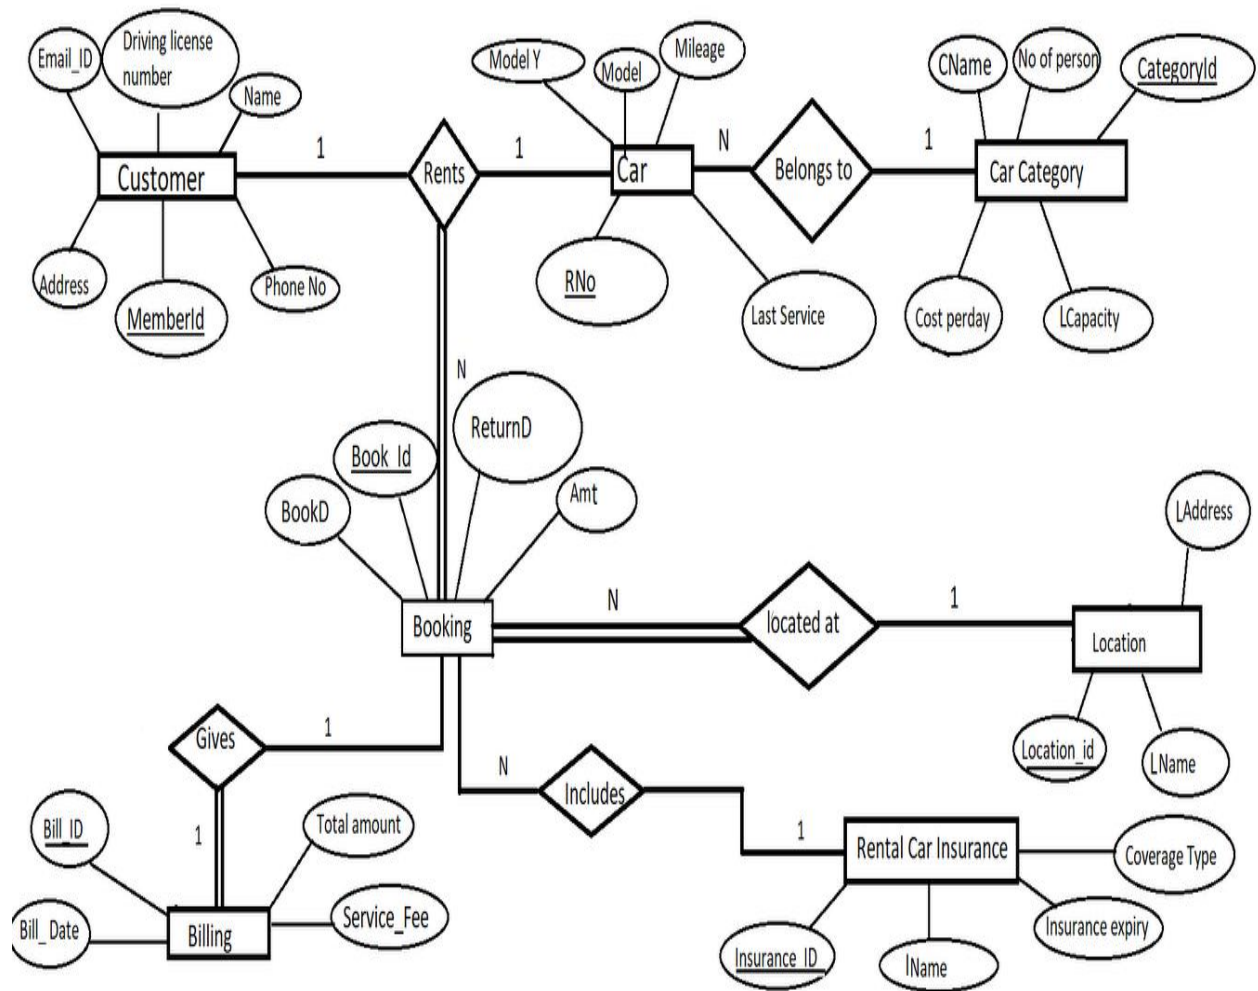 Email_ID
Driving license
number
Name
Customer
Address
MemberId
Phone No
1
Rents
1
Model Y
Model
Mileage
Car
RNo
Last Service
N
Belongs to
1
CName
No of person
CategoryId
Car Category
Cost perday
LCapacity
N
BookD
Book_Id
ReturnD
Amt
Booking
N
located at
1
LAddress
Location
Location_id
LName
Gives
1
1
Bill_ID
Total amount
Bill_Date
Billing
Service_Fee
N
Includes
1
Rental Car Insurance
Coverage Type
Insurance expiry
Insurance_ID
IName